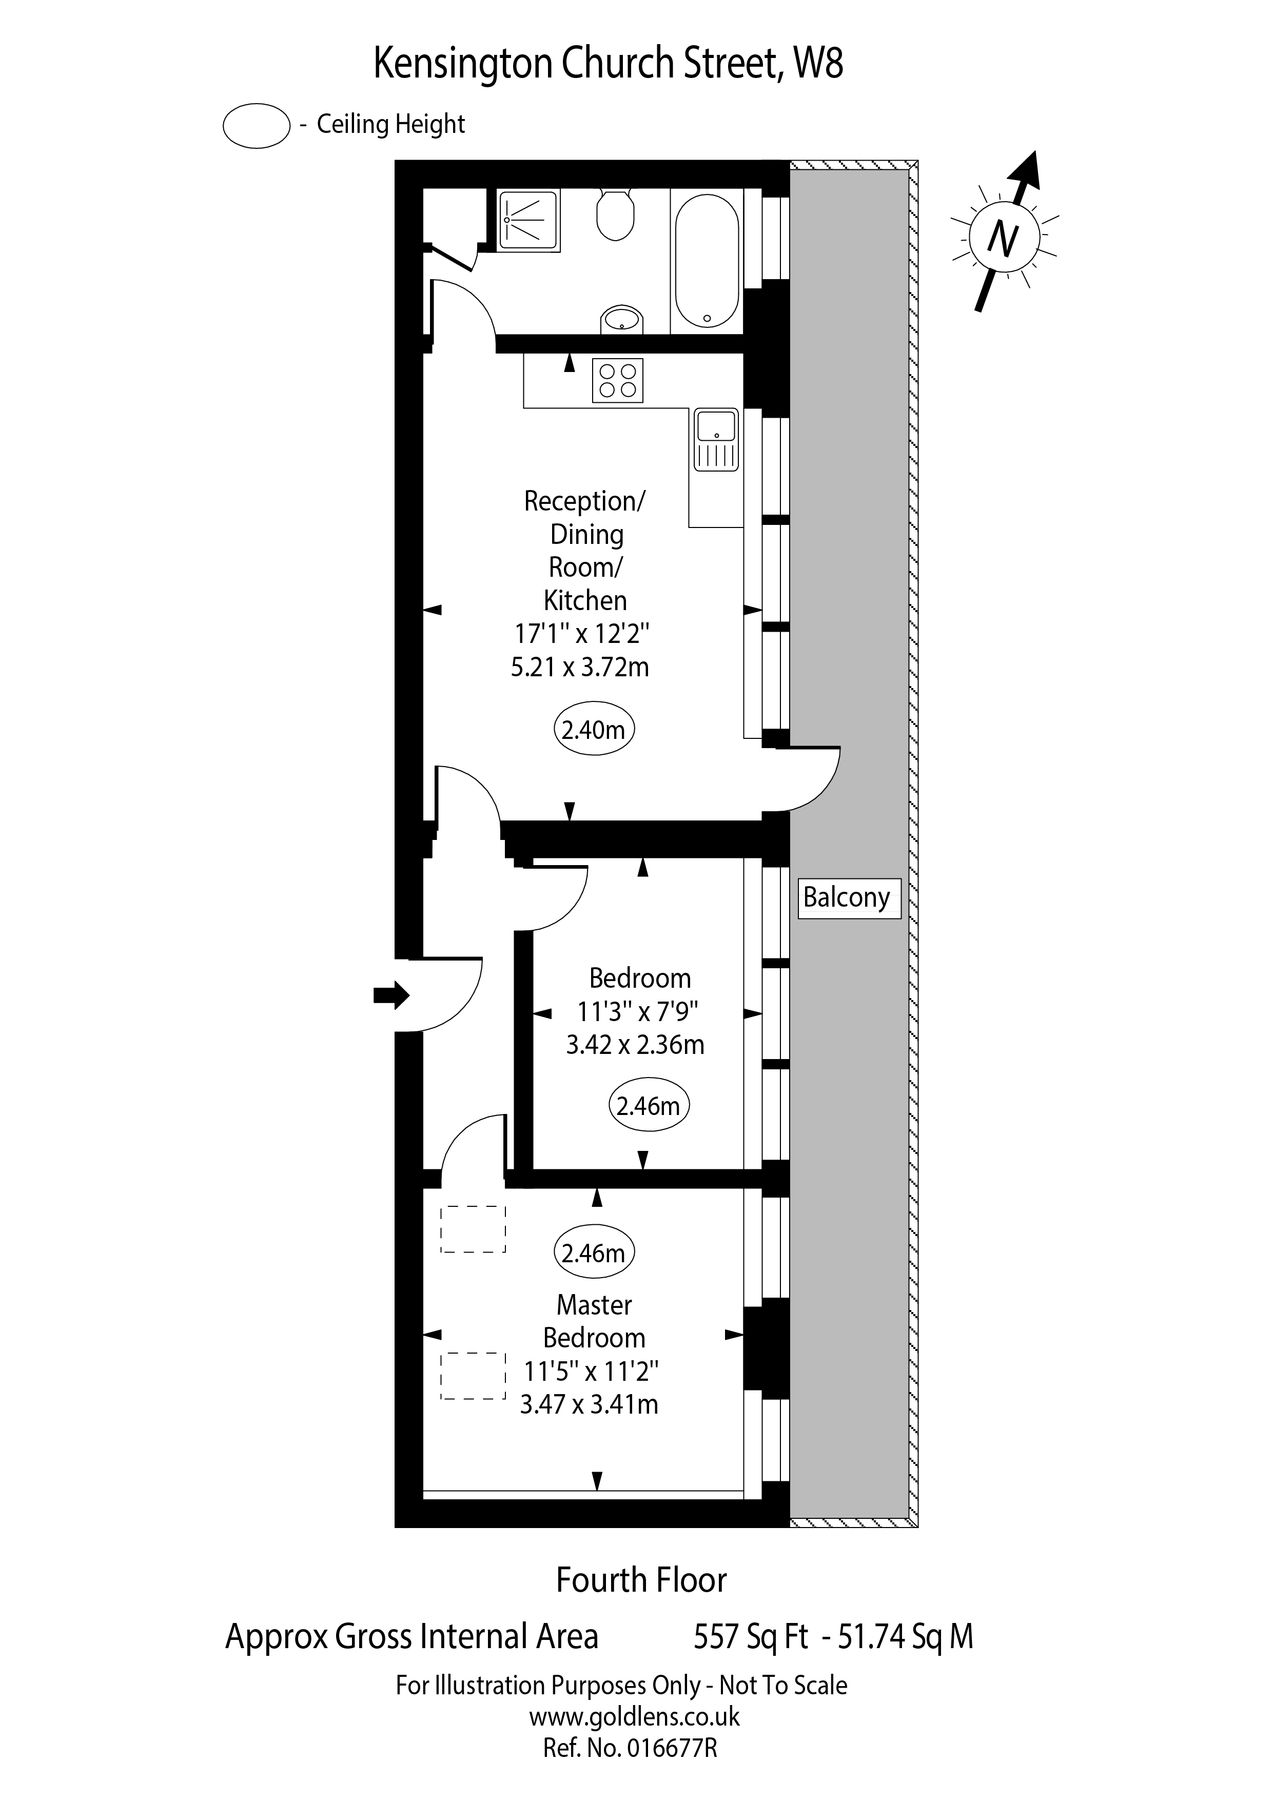 Kensington Church Street, W8
- Ceiling Height
N
Reception/
Dining
Room/
Kitchen
17'1" x 12'2"
5.21 x 3.72m
2.40m
Balcony
Bedroom
11'3" x 7'9"
3.42 x 2.36m
2.46m
2.46m
Master
Bedroom
11'5" x 11'2"
3.47 x 3.41m
Fourth Floor
Approx Gross Internal Area 557 Sq Ft - 51.74 Sq M
For Illustration Purposes Only - Not To Scale
www.goldlens.co.uk
Ref. No. 016677R